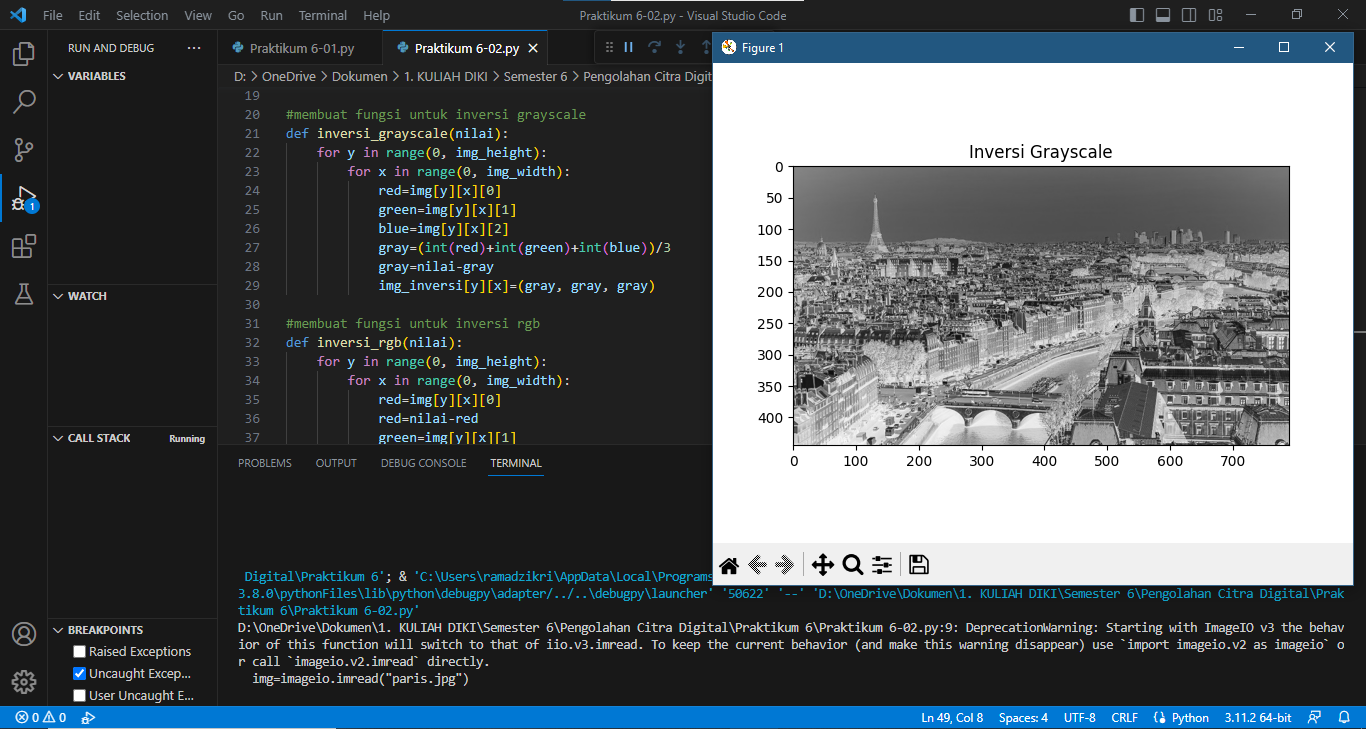 File Edit Selection View Go Run Terminal Help
Praktikum 6-02.py - Visual Studio Code
RUN AND DEBUG ...
VARIABLES
WATCH
CALL STACK Running
BREAKPOINTS
Raised Exceptions
Uncaught Excep...
User Uncaught E...
1
Praktikum 6-01.py
Praktikum 6-02.py
D: > OneDrive > Dokumen > 1. KULIAH DIKI > Semester 6 > Pengolahan Citra Digit
19
20 #membuat fungsi untuk inversi grayscale
21 def inversi_grayscale(nilai):
22 for y in range(0, img_height):
23 for x in range(0, img_width):
24 red=img[y][x][0]
25 green=img[y][x][1]
26 blue=img[y][x][2]
27 gray=(int(red)+int(green)+int(blue))/3
28 gray=nilai-gray
29 img_inversi[y][x]=(gray, gray, gray)
30
31 #membuat fungsi untuk inversi rgb
32 def inversi_rgb(nilai):
33 for y in range(0, img_height):
34 for x in range(0, img_width):
35 red=img[y][x][0]
36 red=nilai-red
37 green=img[y][x][1]
Figure 1
Inversi Grayscale
0
50
100
150
200
250
300
350
400
0 100 200 300 400 500 600 700
PROBLEMS OUTPUT DEBUG CONSOLE TERMINAL
Digital\Praktikum 6'; & 'C:\Users\ramadzikri\AppData\Local\Programs
3.8.0\pythonFiles\lib\python\debugpy\adapter/../..\debugpy\launcher' '50622' '--' 'D:\OneDrive\Dokumen\1. KULIAH DIKI\Semester 6\Pengolahan Citra Digital\Prak
tikum 6\Praktikum 6-02.py'
D:\OneDrive\Dokumen\1. KULIAH DIKI\Semester 6\Pengolahan Citra Digital\Praktikum 6\Praktikum 6-02.py:9: DeprecationWarning: Starting with ImageIO v3 the behav
ior of this function will switch to that of iio.v3.imread. To keep the current behavior (and make this warning disappear) use `import imageio.v2 as imageio` o
r call `imageio.v2.imread` directly.
img=imageio.imread("paris.jpg")
0 0
Ln 49, Col 8 Spaces: 4 UTF-8 CRLF Python 3.11.2 64-bit